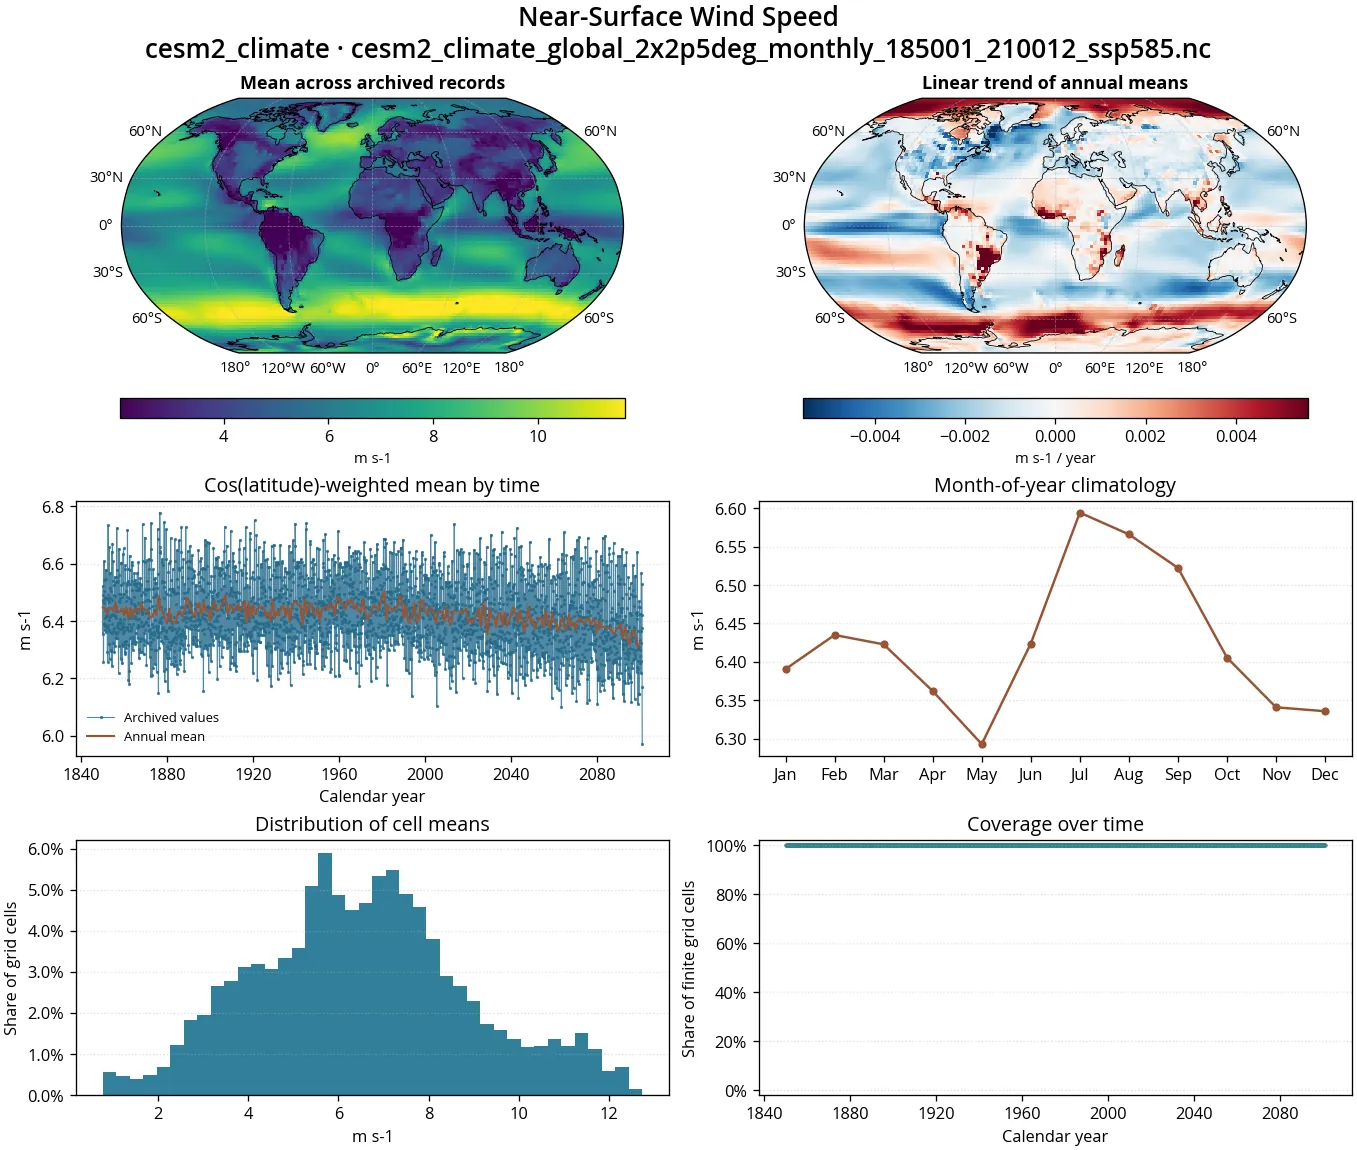 Near-Surface Wind Speed
cesm2_climate · cesm2_climate_global_2x2p5deg_monthly_185001_210012_ssp585.nc
Mean across archived records
60°N
60°N
30°N
0°
30°S
60°S
60°S
180° 120°W 60°W 0° 60°E 120°E 180°
4 6 8 10
m s-1
Linear trend of annual means
60°N
60°N
30°N
0°
30°S
60°S
60°S
180° 120°W 60°W 0° 60°E 120°E 180°
−0.004 −0.002 0.000 0.002 0.004
m s-1 / year
Cos(latitude)-weighted mean by time
m s-1
6.8
6.6
6.4
6.2
6.0
Archived values
Annual mean
1840 1880 1920 1960 2000 2040 2080
Calendar year
Month-of-year climatology
m s-1
6.60
6.55
6.50
6.45
6.40
6.35
6.30
Jan Feb Mar Apr May Jun Jul Aug Sep Oct Nov Dec
Distribution of cell means
Share of grid cells
6.0%
5.0%
4.0%
3.0%
2.0%
1.0%
0.0%
2 4 6 8 10 12
m s-1
Coverage over time
Share of finite grid cells
100%
80%
60%
40%
20%
0%
1840 1880 1920 1960 2000 2040 2080
Calendar year